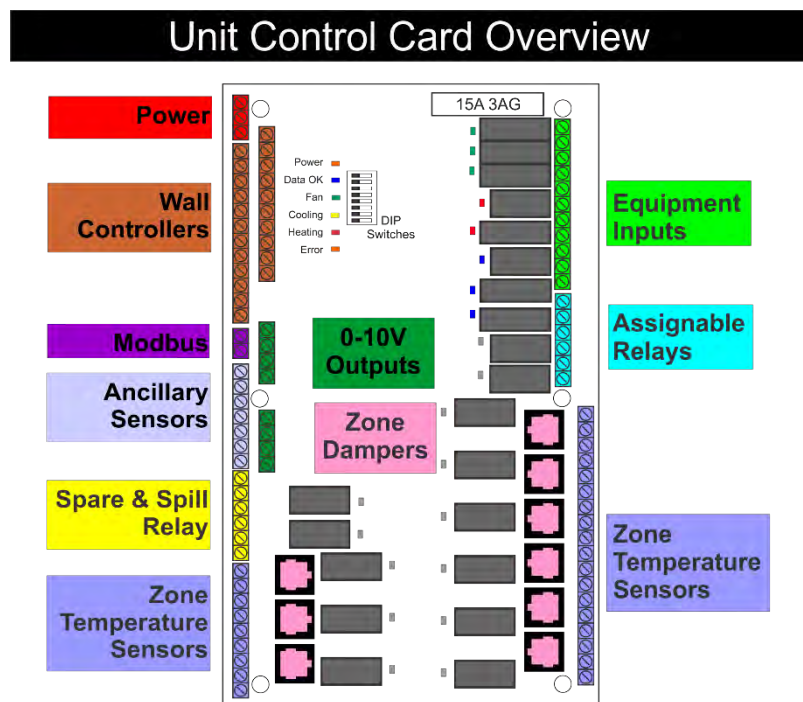 Unit Control Card Overview
Power
Wall
Controllers
Modbus
Ancillary
Sensors
Spare & Spill
Relay
Zone
Temperature
Sensors
15A 3AG
Power
Data OK
Fan
Cooling
Heating
Error
DIP
Switches
0-10V
Outputs
Zone
Dampers
Equipment
Inputs
Assignable
Relays
Zone
Temperature
Sensors